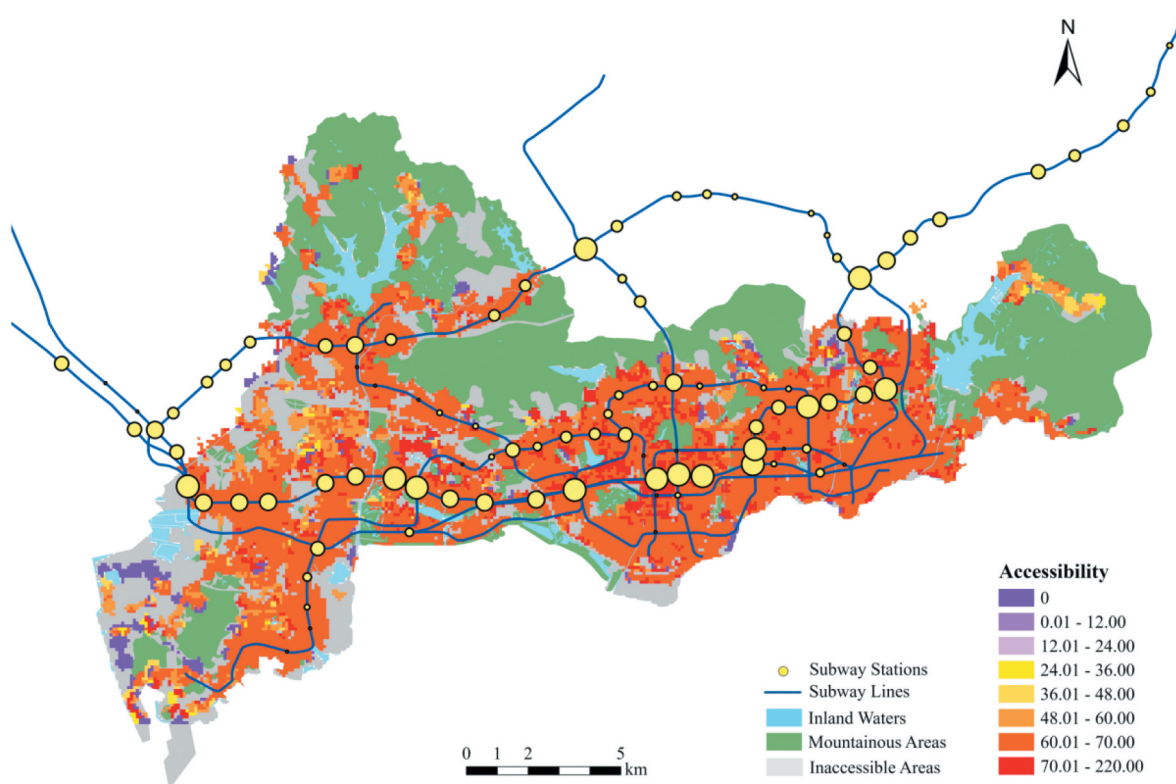 N
Accessibility
0
0.01 - 12.00
12.01 - 24.00
24.01 - 36.00
36.01 - 48.00
48.01 - 60.00
60.01 - 70.00
70.01 - 220.00
Subway Stations
Subway Lines
Inland Waters
Mountainous Areas
Inaccessible Areas
0 1 2 3 4 5
km